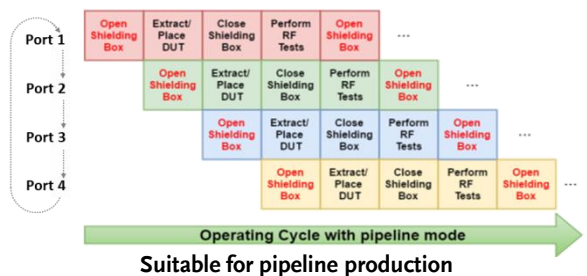 Port 1
Open
Shielding
Box
Extract/
Place
DUT
Close
Shielding
Box
Perform
RF
Tests
Open
Shielding
Box
...
Port 2
Open
Shielding
Box
Extract/
Place
DUT
Close
Shielding
Box
Perform
RF
Tests
Open
Shielding
Box
...
Port 3
Open
Shielding
Box
Extract/
Place
DUT
Close
Shielding
Box
Perform
RF
Tests
Open
Shielding
Box
...
Port 4
Open
Shielding
Box
Extract/
Place
DUT
Close
Shielding
Box
Perform
RF
Tests
Open
Shielding
Box
...
Operating Cycle with pipeline mode
Suitable for pipeline production